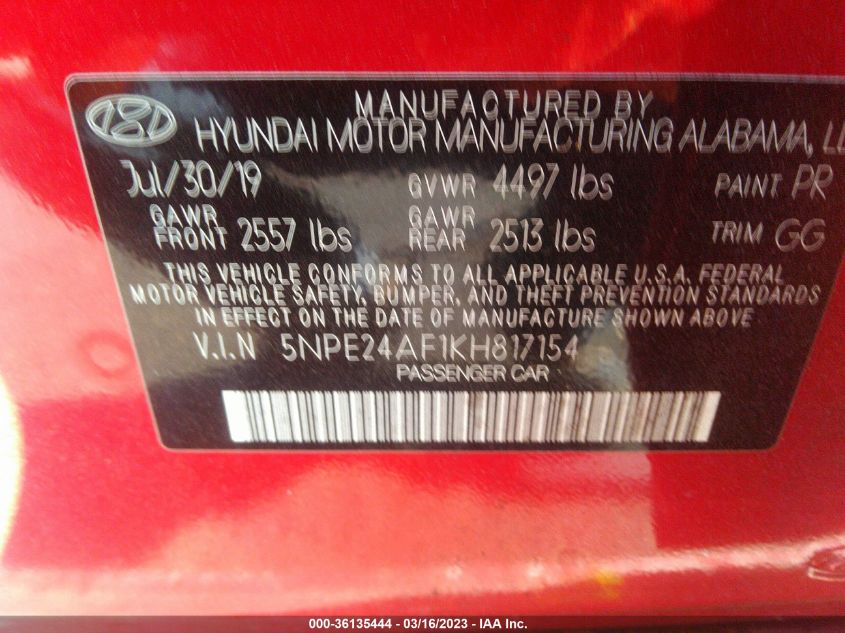 MANUFACTURED BY
HYUNDAI MOTOR MANUFACTURING ALABAMA,
JUL/30/19 GVWR 4497 lbs PAINT PR
GAWR FRONT 2557 lbs GAWR REAR 2513 lbs TRIM GG
THIS VEHICLE CONFORMS TO ALL APPLICABLE U.S.A. FEDERAL
MOTOR VEHICLE SAFETY, BUMPER, AND THEFT PREVENTION STANDARDS
IN EFFECT ON THE DATE OF MANUFACTURE SHOWN ABOVE
V.I.N 5NPE24AF1KH817154
PASSENGER CAR
000-36135444 - 03/16/2023 - IAA Inc.